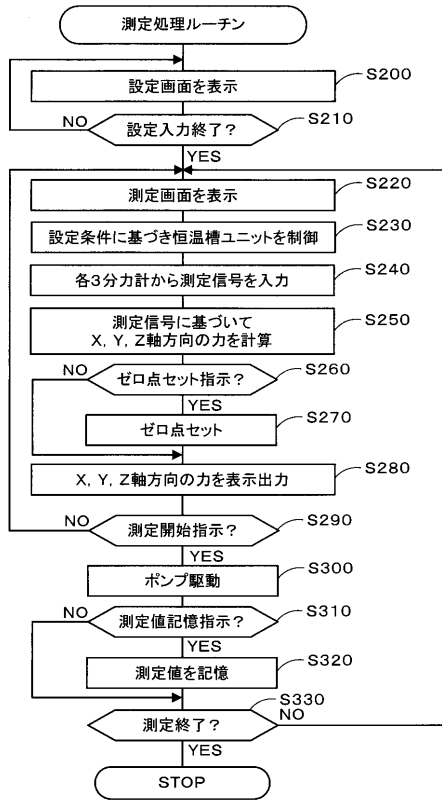 測定処理ルーチン
設定画面を表示
S200
NO
設定入力終了?
S210
YES
測定画面を表示
S220
設定条件に基づき恒温槽ユニットを制御
S230
各3分力計から測定信号を入力
S240
測定信号に基づいて
X, Y, Z軸方向の力を計算
S250
NO
ゼロ点セット指示?
S260
YES
ゼロ点セット
S270
X, Y, Z軸方向の力を表示出力
S280
NO
測定開始指示?
S290
YES
ポンプ駆動
S300
NO
測定値記憶指示?
S310
YES
測定値を記憶
S320
測定終了?
S330
NO
YES
STOP